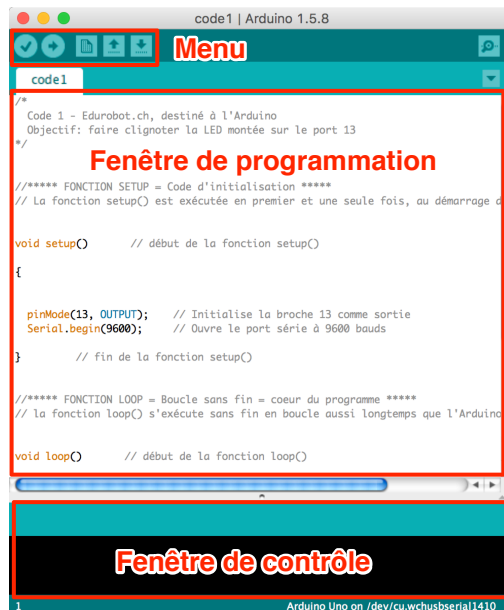 code1 | Arduino 1.5.8
Menu
code1
/*
Code 1 - Edurobot.ch, destiné à l'Arduino
Objectif: faire clignoter la LED montée sur le port 13
*/
Fenêtre de programmation
//***** FONCTION SETUP = Code d'initialisation *****
// La fonction setup() est exécutée en premier et une seule fois, au démarrage d
void setup() // début de la fonction setup()
{
pinMode(13, OUTPUT); // Initialise la broche 13 comme sortie
Serial.begin(9600); // Ouvre le port série à 9600 bauds
} // fin de la fonction setup()
//***** FONCTION LOOP = Boucle sans fin = coeur du programme *****
// la fonction loop() s'exécute sans fin en boucle aussi longtemps que l'Arduino
void loop() // début de la fonction loop()
Fenêtre de contrôle
1 Arduino Uno on /dev/cu.wchusbserial1410